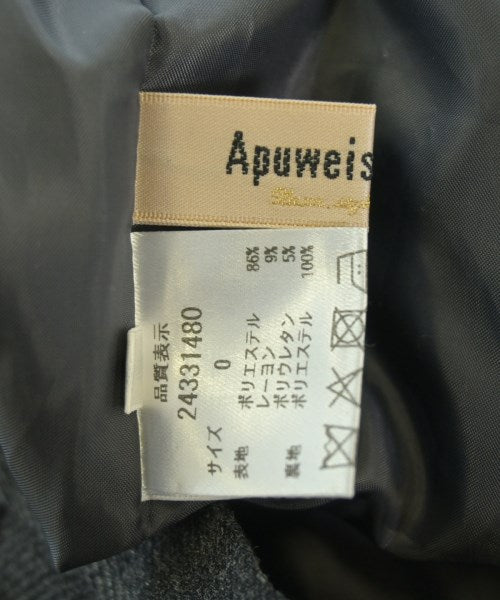 Apuweis
品質表示
24331480
サイズ 0
表地 ポリエステル 86%
レーヨン 9%
ポリウレタン 5%
裏地 ポリエステル 100%